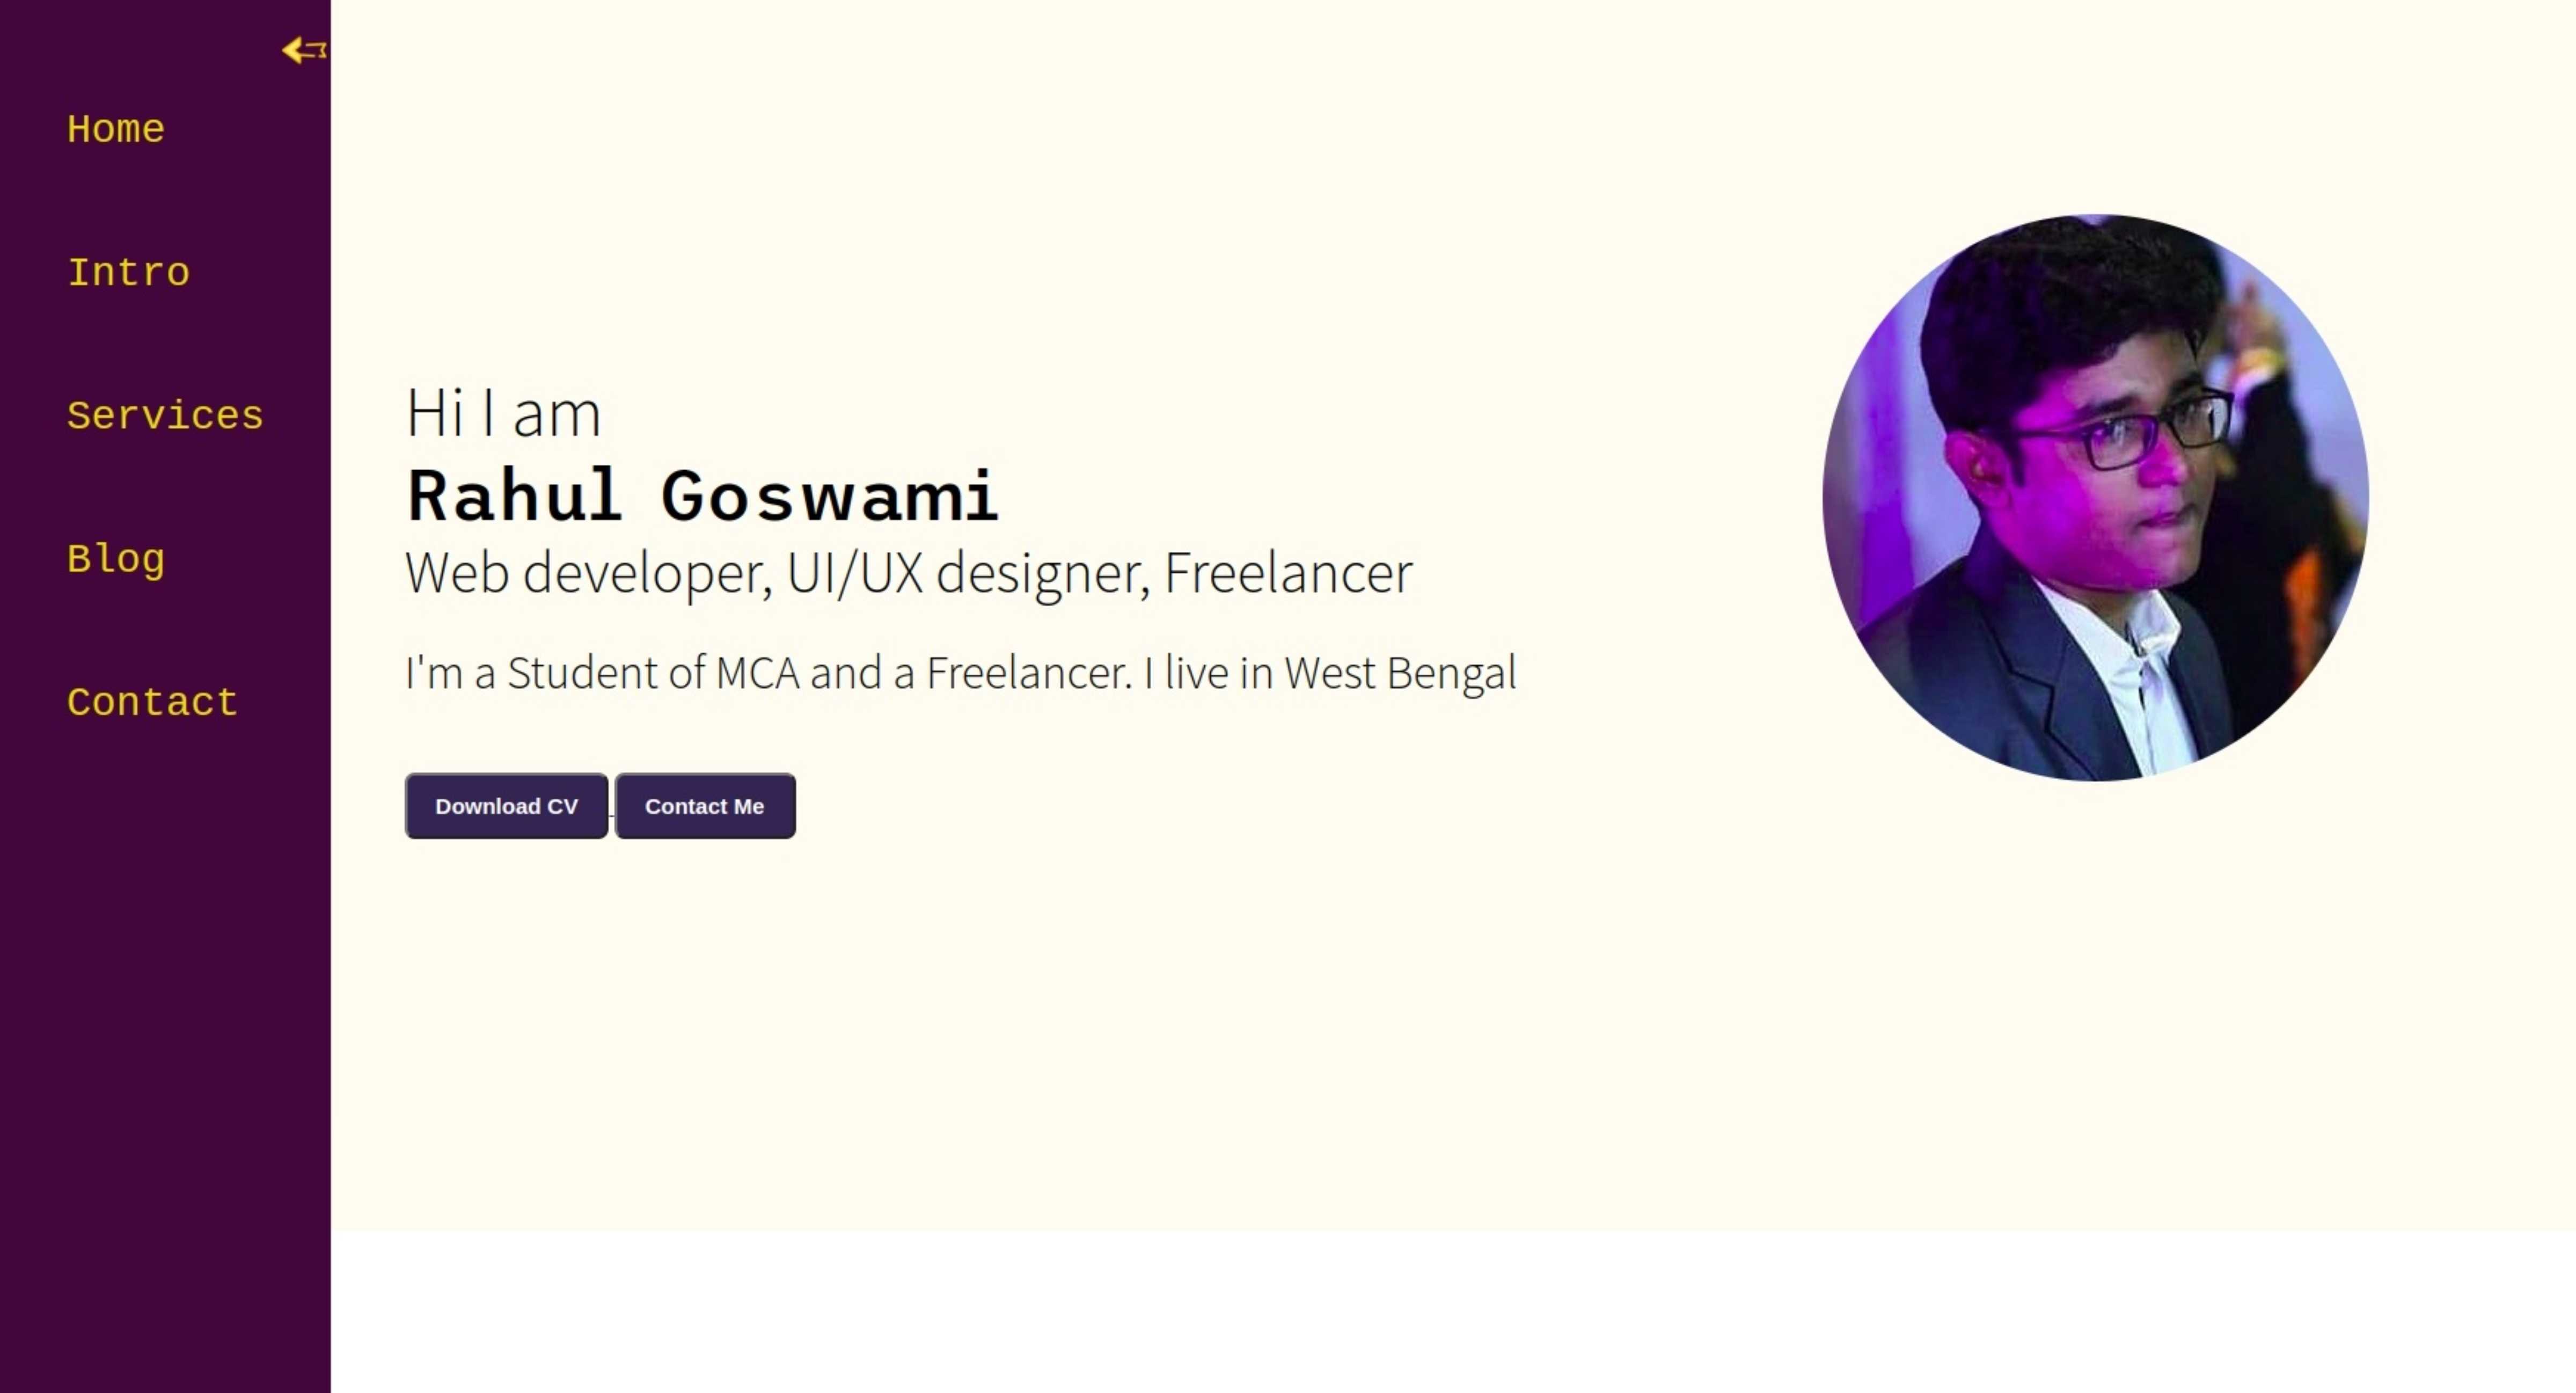 Home
Intro
Services
Blog
Contact
Hi I am
Rahul Goswami
Web developer, UI/UX designer, Freelancer
I'm a Student of MCA and a Freelancer. I live in West Bengal
Download CV Contact Me